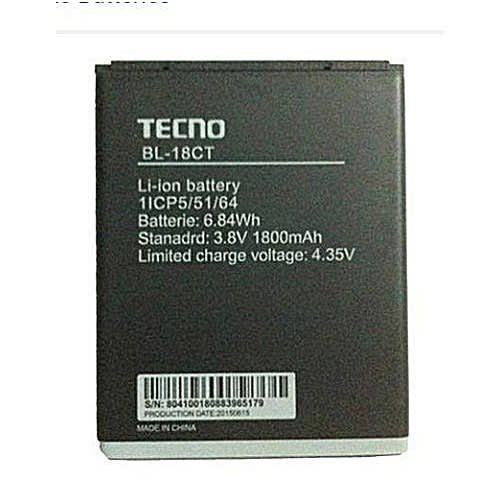 TECNO
BL-18CT
Li-ion battery
1ICP5/51/64
Batterie: 6.84Wh
Stanadrd: 3.8V 1800mAh
Limited charge voltage: 4.35V
S/N: 804100180883965179
PRODUCTION DATE:20150615
MADE IN CHINA